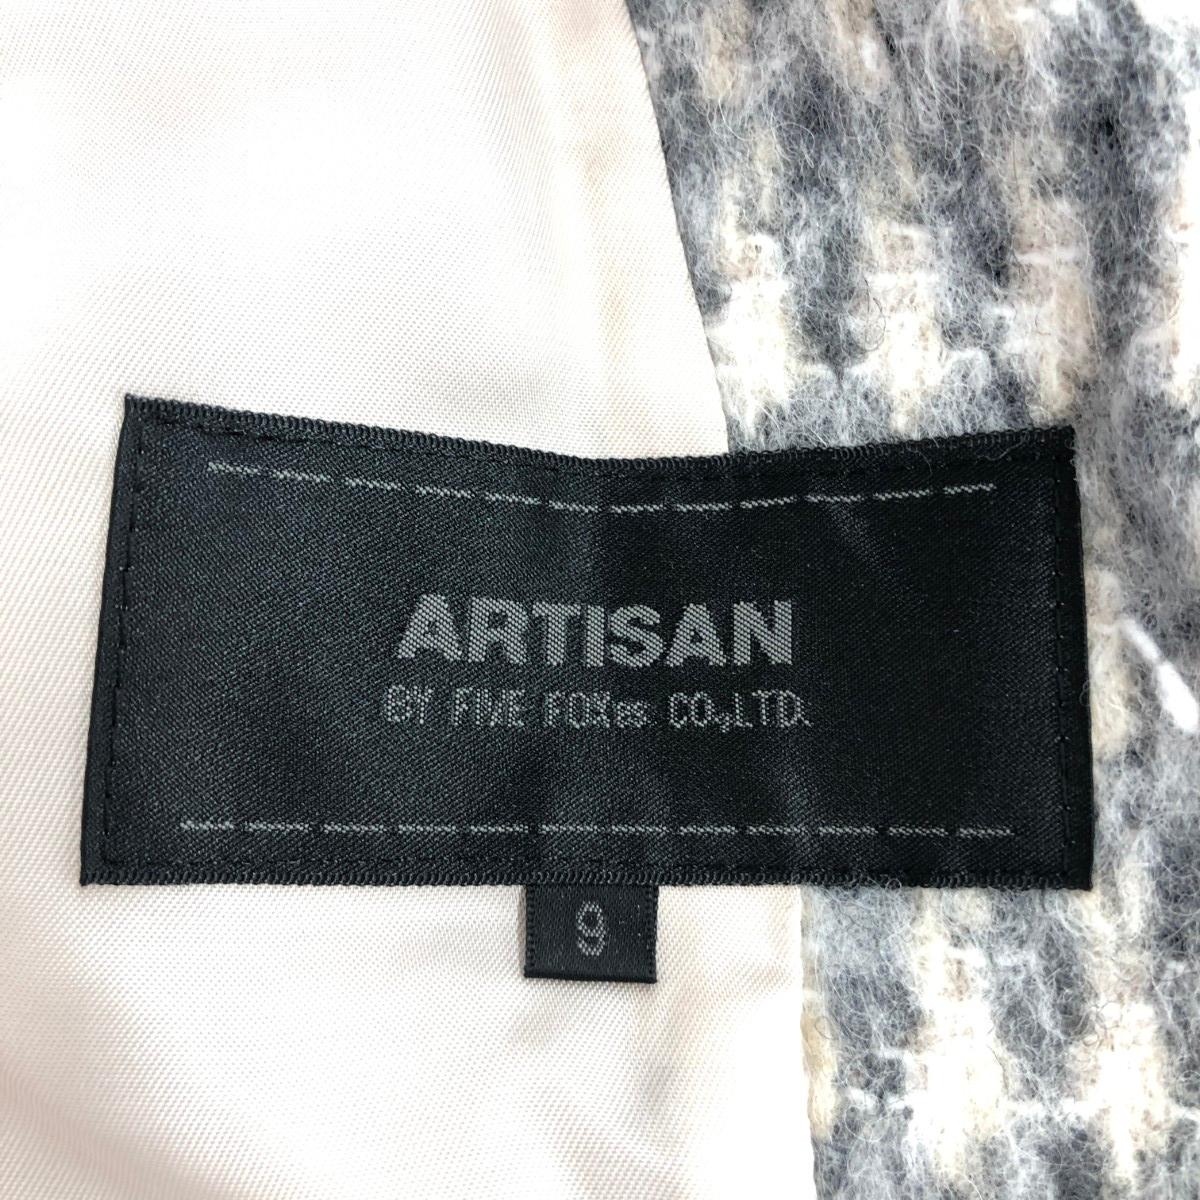 ARTISAN
BY FIVE FOXes CO.,LTD.
9